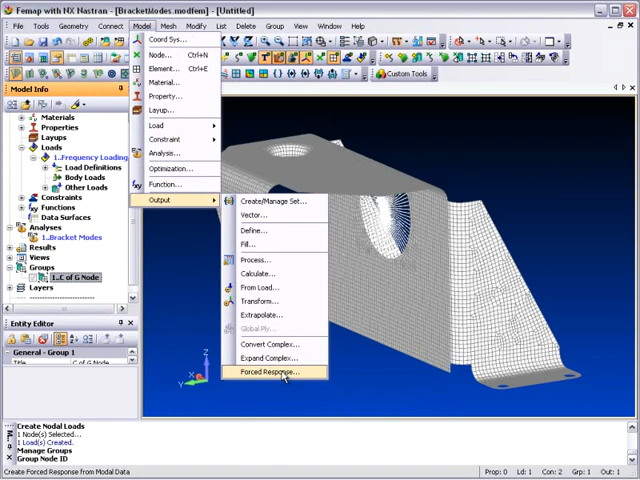 Femap with NX Nastran - [BracketModes.modfem] - [Untitled]
File Tools Geometry Connect Model Mesh Modify List Delete Group View Window Help
Custom Tools
Model Info
Materials
Properties
Layups
Loads
1..Frequency Loading
Load Definitions
Body Loads
Other Loads
Constraints
Functions
Data Surfaces
Analyses
1..Bracket Modes
Results
Views
Groups
1..C of G Node
Layers
Entity Editor
General - Group 1
Coord Sys...
Node... Ctrl+N
Element... Ctrl+E
Material...
Property...
Layup...
Load
Constraint
Analysis...
Optimization...
Function...
Output
Create/Manage Set...
Vector...
Define...
Fill...
Process...
Calculate...
From Load...
Transform...
Extrapolate...
Global Ply...
Convert Complex...
Expand Complex...
Forced Response...
Z
X
Y
Create Nodal Loads
1 Node(s) Selected...
1 Load(s) Created.
Manage Groups
Group Node ID
Create Forced Response from Modal Data
Prop: 0 Ld: 1 Con: 2 Grp: 1 Out: 1